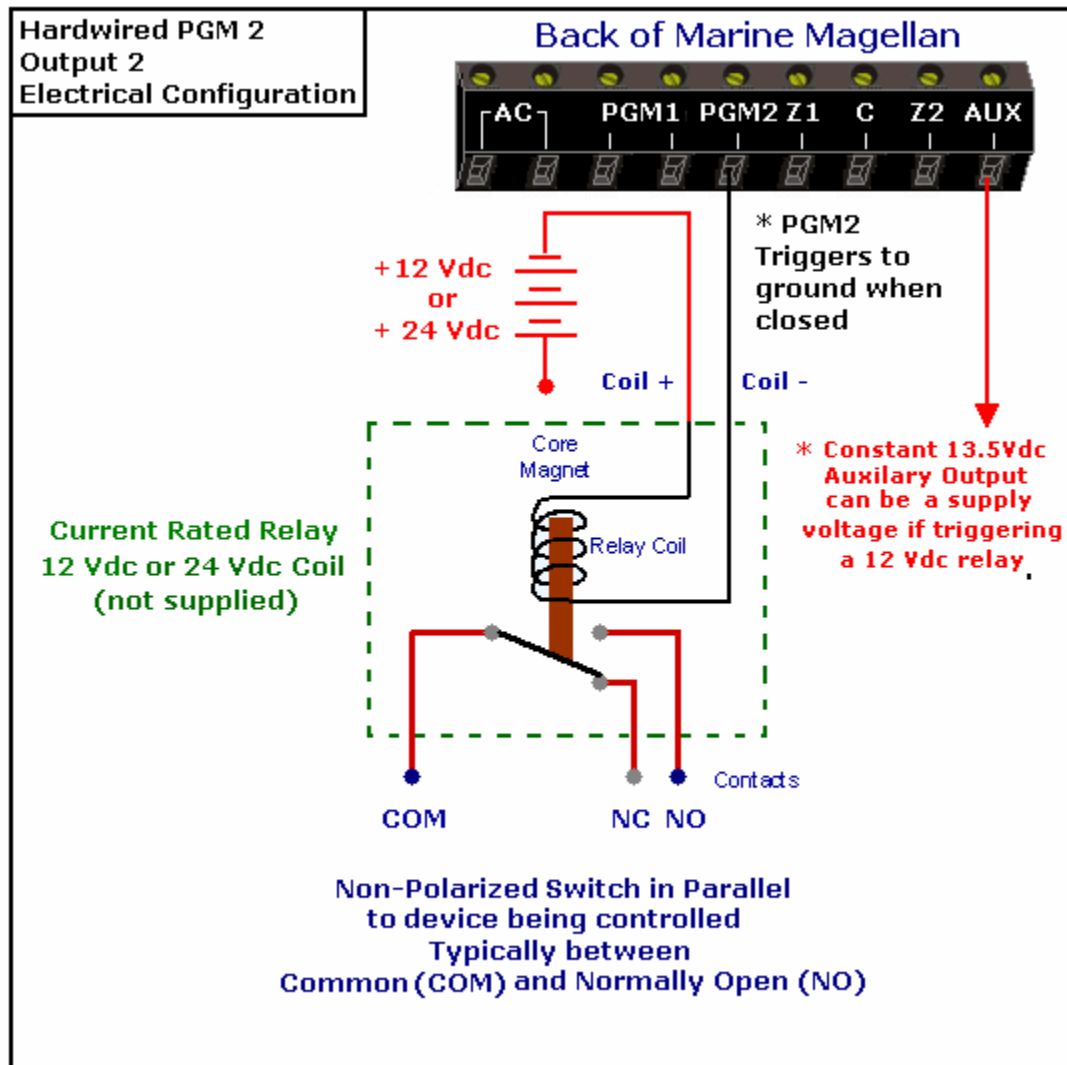 Hardwired PGM 2
Output 2
Electrical Configuration
Back of Marine Magellan
AC PGM1 PGM2 Z1 C Z2 AUX
+12 Vdc
or
+ 24 Vdc
* PGM2
Triggers to
ground when
closed
Coil + Coil -
* Constant 13.5Vdc
Auxilary Output
can be a supply
voltage if triggering
a 12 Vdc relay.
Core
Magnet
Relay Coil
Current Rated Relay
12 Vdc or 24 Vdc Coil
(not supplied)
Contacts
COM NC NO
Non-Polarized Switch in Parallel
to device being controlled
Typically between
Common (COM) and Normally Open (NO)